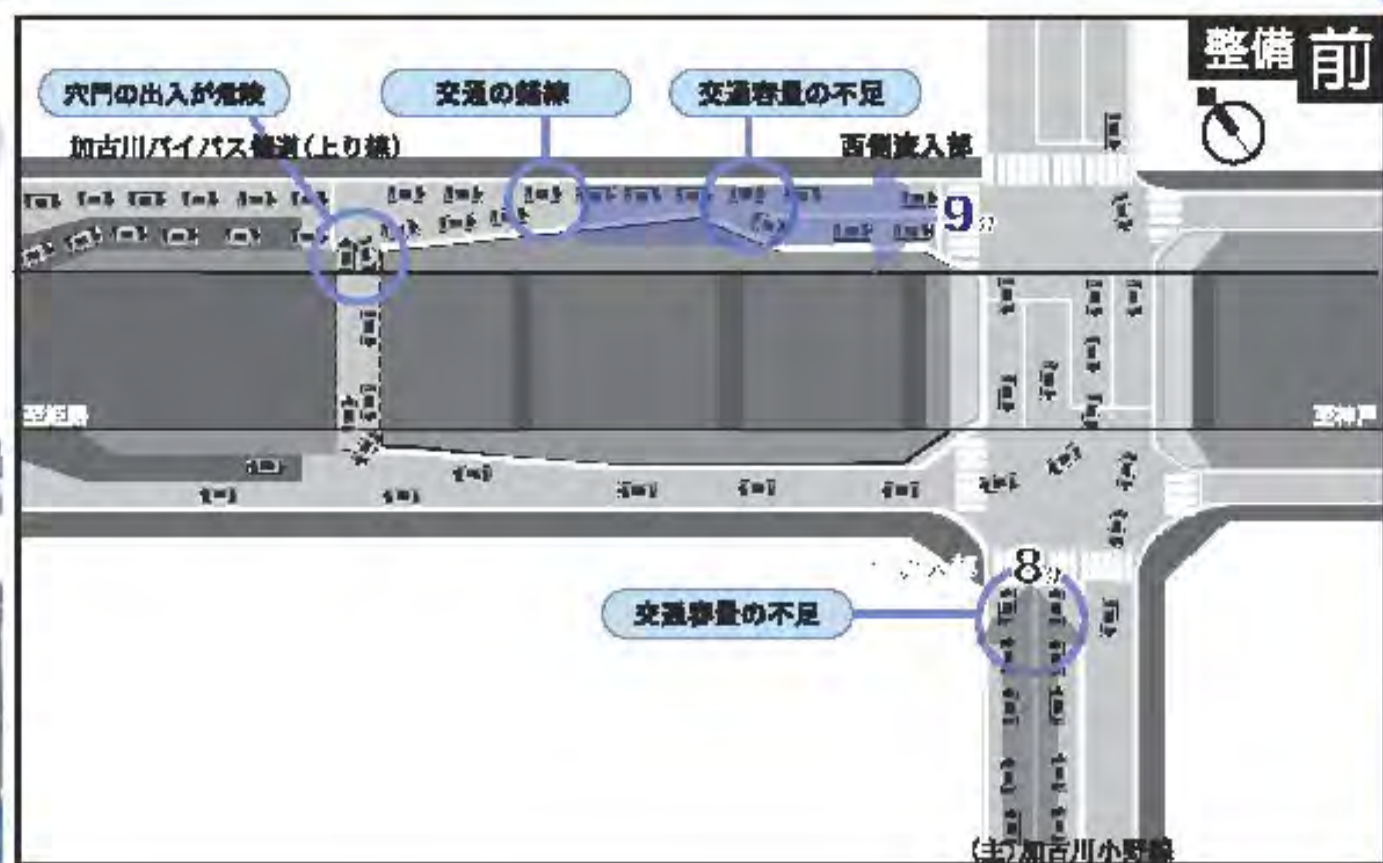 整備 前
穴門の出入が危険
交通の錯綜
交通容量の不足
加古川バイパス側道(上り線)
西側流入部
9分
至姫路
至神戸
8分
交通容量の不足
(主)加古川小野線